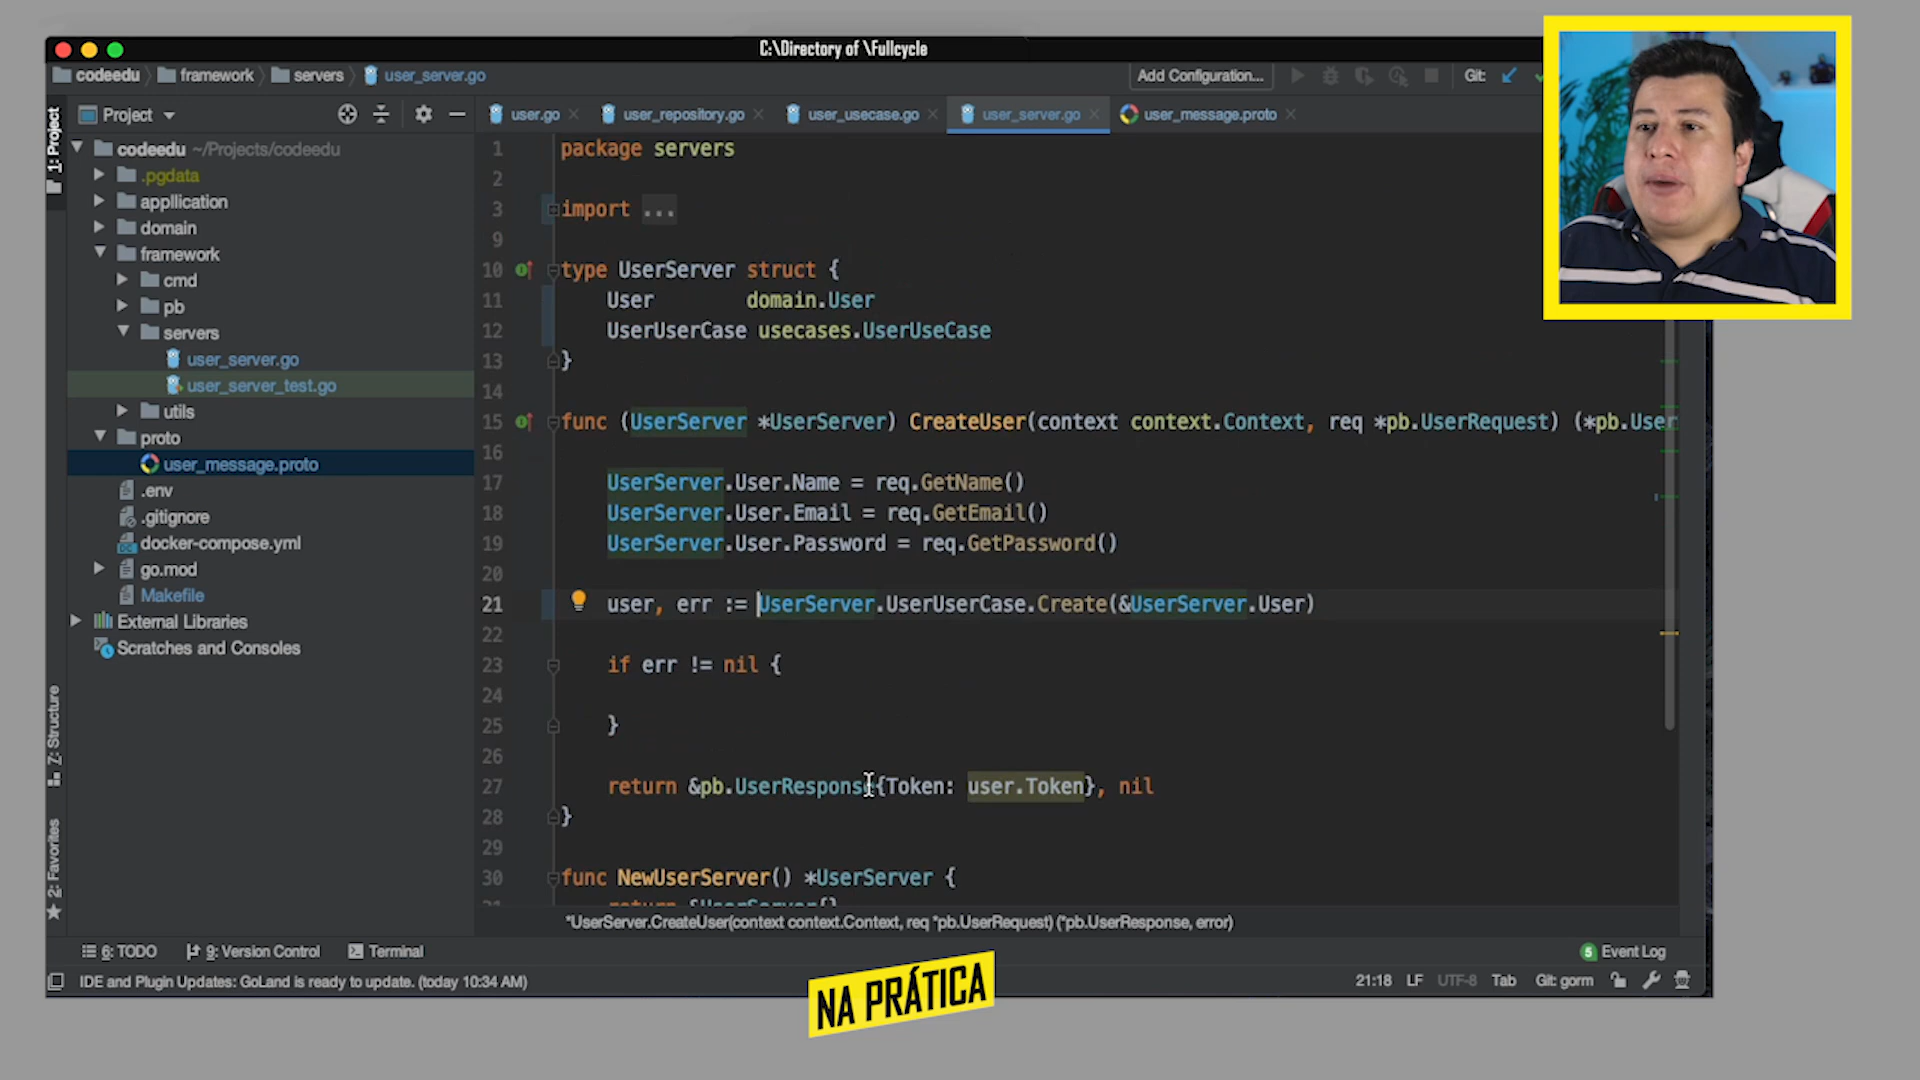 C:\Directory of \Fullcycle
codeedu
framework
servers
user_server.go
Add Configuration...
Git:
1: Project
Project
user.go
user_repository.go
user_usecase.go
user_server.go
user_message.proto
codeedu ~/Projects/codeedu
.pgdata
appllication
domain
framework
cmd
pb
servers
user_server.go
user_server_test.go
utils
proto
user_message.proto
.env
.gitignore
docker-compose.yml
go.mod
Makefile
External Libraries
Scratches and Consoles
Z: Structure
2: Favorites
1 package servers
2
3 import ...
9
10 type UserServer struct {
11 User domain.User
12 UserUserCase usecases.UserUseCase
13 }
14
15 func (UserServer *UserServer) CreateUser(context context.Context, req *pb.UserRequest) (*pb.User
16
17 UserServer.User.Name = req.GetName()
18 UserServer.User.Email = req.GetEmail()
19 UserServer.User.Password = req.GetPassword()
20
21 user, err := UserServer.UserUserCase.Create(&UserServer.User)
22
23 if err != nil {
24
25 }
26
27 return &pb.UserResponse{Token: user.Token}, nil
28 }
29
30 func NewUserServer() *UserServer {
return &UserServer{}
*UserServer.CreateUser(context context.Context, req *pb.UserRequest) (*pb.UserResponse, error)
6: TODO
9: Version Control
Terminal
5 Event Log
IDE and Plugin Updates: GoLand is ready to update. (today 10:34 AM)
21:18 LF UTF-8 Tab Git: gorm
NA PRÁTICA